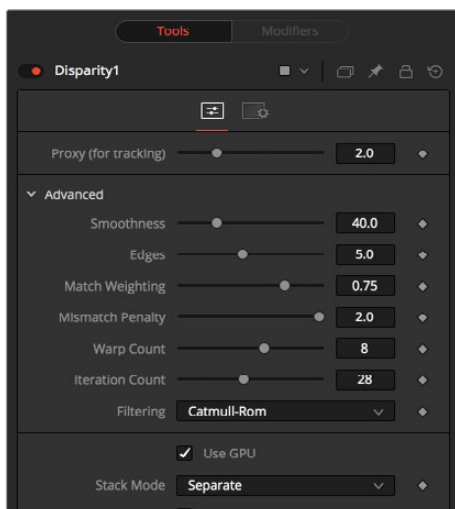 Tools Modifiers
Disparity1
Proxy (for tracking) 2.0
Advanced
Smoothness 40.0
Edges 5.0
Match Weighting 0.75
Mismatch Penalty 2.0
Warp Count 8
Iteration Count 28
Filtering Catmull-Rom
Use GPU
Stack Mode Separate